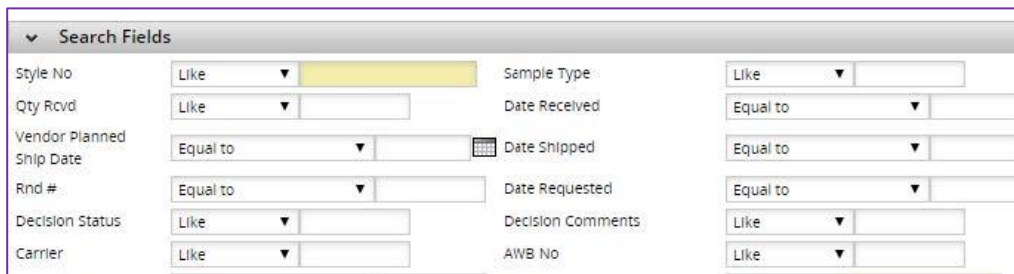 Search Fields
Style No Like Sample Type Like
Qty Rcvd Like Date Received Equal to
Vendor Planned
Ship Date Equal to Date Shipped Equal to
Rnd # Equal to Date Requested Equal to
Decision Status Like Decision Comments Like
Carrier Like AWB No Like